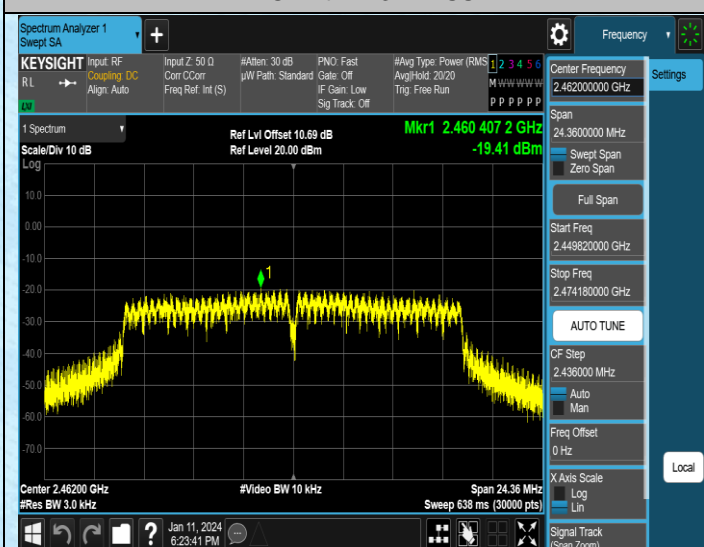 Spectrum Analyzer 1
Swept SA
Frequency
KEYSIGHT
RL
LXI
Input: RF
Coupling: DC
Align: Auto
Input Z: 50 Ω
Corr CCorr
Freq Ref: Int (S)
#Atten: 30 dB
µW Path: Standard
PNO: Fast
Gate: Off
IF Gain: Low
Sig Track: Off
#Avg Type: Power (RMS
Avg|Hold: 20/20
Trig: Free Run
1 2 3 4 5 6
M W W W W W
P P P P P P
1 Spectrum
Scale/Div 10 dB
Log
Ref Lvl Offset 10.69 dB
Ref Level 20.00 dBm
Mkr1 2.460 407 2 GHz
-19.41 dBm
10.0
0.00
-10.0
-20.0
-30.0
-40.0
-50.0
-60.0
-70.0
1
Center 2.46200 GHz
#Res BW 3.0 kHz
#Video BW 10 kHz
Span 24.36 MHz
Sweep 638 ms (30000 pts)
?
Jan 11, 2024
6:23:41 PM
Center Frequency
2.462000000 GHz
Settings
Span
24.3600000 MHz
Swept Span
Zero Span
Full Span
Start Freq
2.449820000 GHz
Stop Freq
2.474180000 GHz
AUTO TUNE
CF Step
2.436000 MHz
Auto
Man
Freq Offset
0 Hz
X Axis Scale
Log
Lin
Local
Signal Track
(Span Zoom)